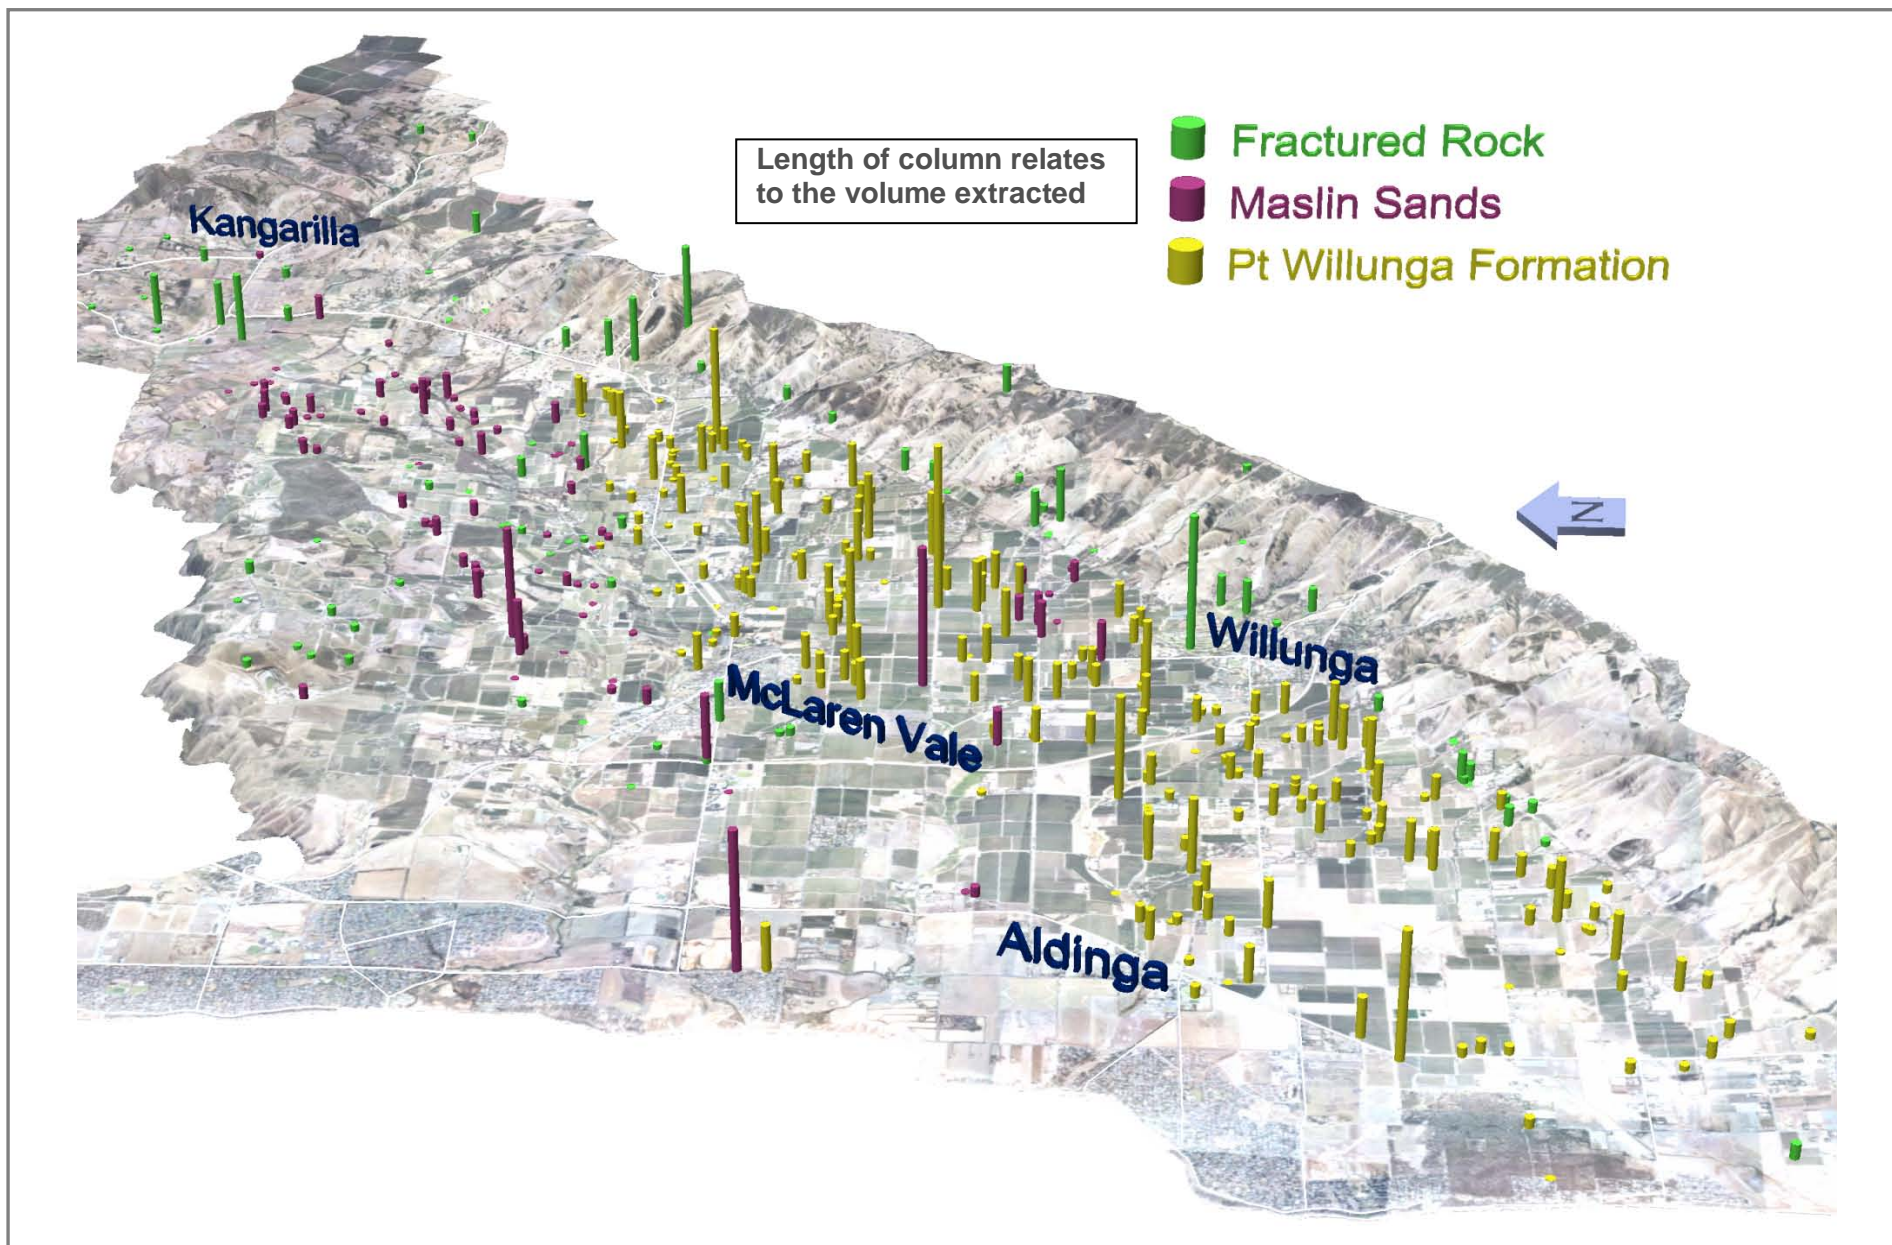 Length of column relates
to the volume extracted
Fractured Rock
Maslin Sands
Pt Willunga Formation
Kangarilla
N
Willunga
McLaren Vale
Aldinga